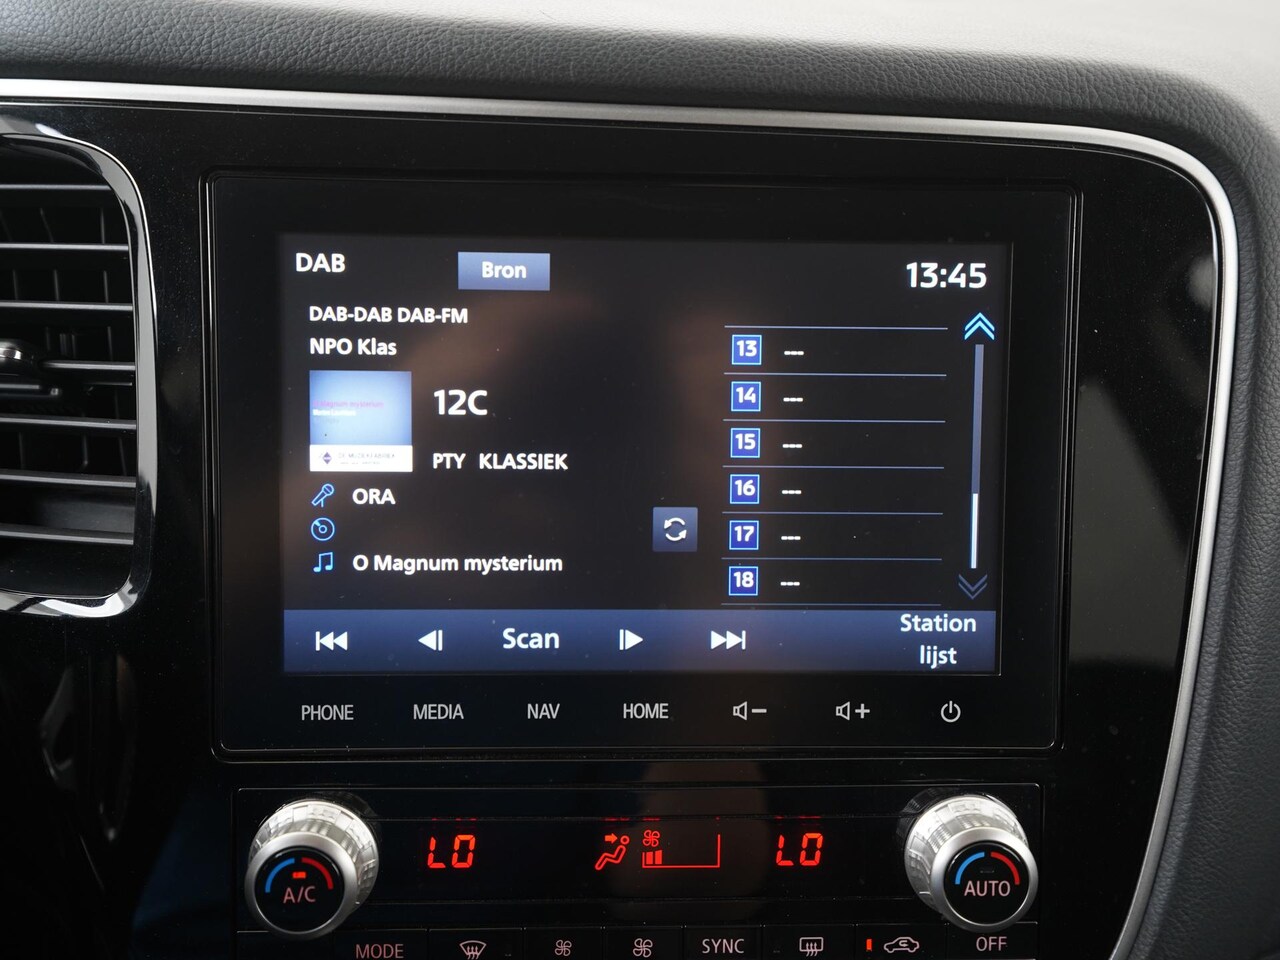 DAB
Bron
13:45
DAB-DAB DAB-FM
NPO Klas
12C
PTY KLASSIEK
ORA
O Magnum mysterium
13 ---
14 ---
15 ---
16 ---
17 ---
18 ---
Scan
Station
lijst
PHONE
MEDIA
NAV
HOME
LO
LO
A/C
AUTO
MODE
SYNC
OFF